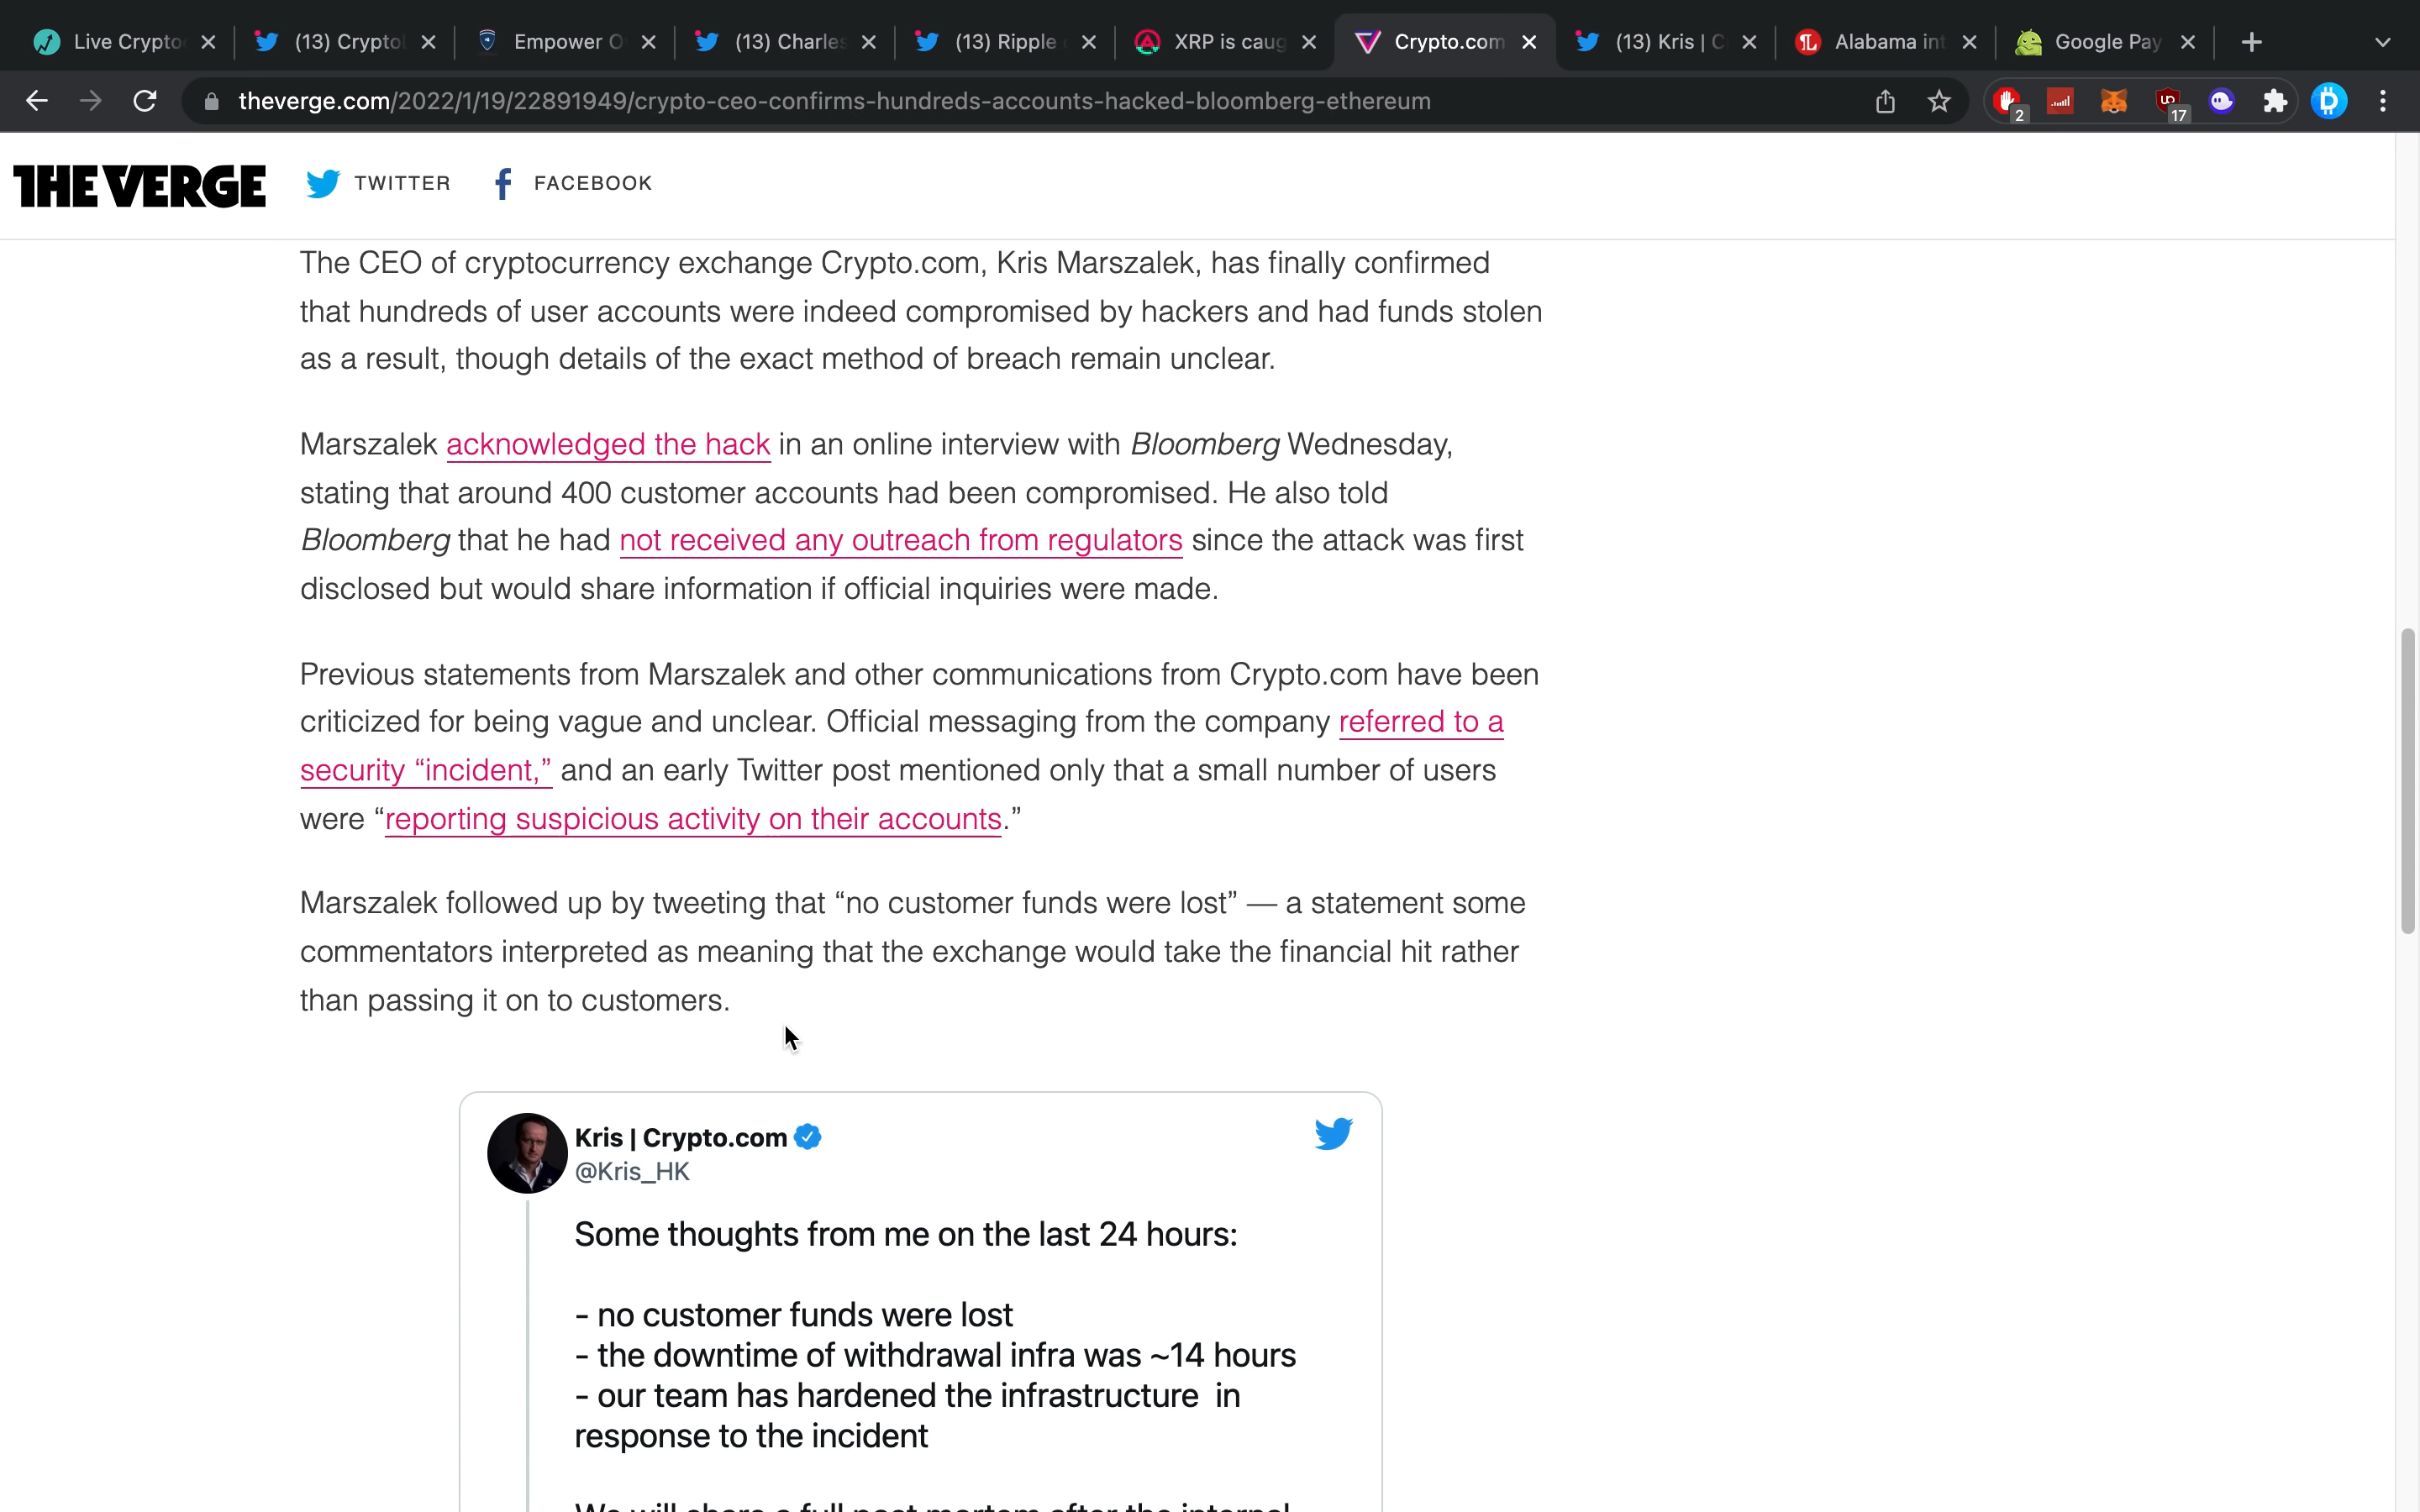 Live Crypto
(13) Crypto
Empower O
(13) Charles
(13) Ripple
XRP is caug
Crypto.com
(13) Kris | C
Alabama int
Google Pay
theverge.com/2022/1/19/22891949/crypto-ceo-confirms-hundreds-accounts-hacked-bloomberg-ethereum
2
17
THE VERGE
TWITTER
FACEBOOK
The CEO of cryptocurrency exchange Crypto.com, Kris Marszalek, has finally confirmed
that hundreds of user accounts were indeed compromised by hackers and had funds stolen
as a result, though details of the exact method of breach remain unclear.
Marszalek acknowledged the hack in an online interview with Bloomberg Wednesday,
stating that around 400 customer accounts had been compromised. He also told
Bloomberg that he had not received any outreach from regulators since the attack was first
disclosed but would share information if official inquiries were made.
Previous statements from Marszalek and other communications from Crypto.com have been
criticized for being vague and unclear. Official messaging from the company referred to a
security “incident,” and an early Twitter post mentioned only that a small number of users
were “reporting suspicious activity on their accounts.”
Marszalek followed up by tweeting that “no customer funds were lost” — a statement some
commentators interpreted as meaning that the exchange would take the financial hit rather
than passing it on to customers.
Kris | Crypto.com
@Kris_HK
Some thoughts from me on the last 24 hours:
- no customer funds were lost
- the downtime of withdrawal infra was ~14 hours
- our team has hardened the infrastructure in
response to the incident
We will share a full post mortem after the internal